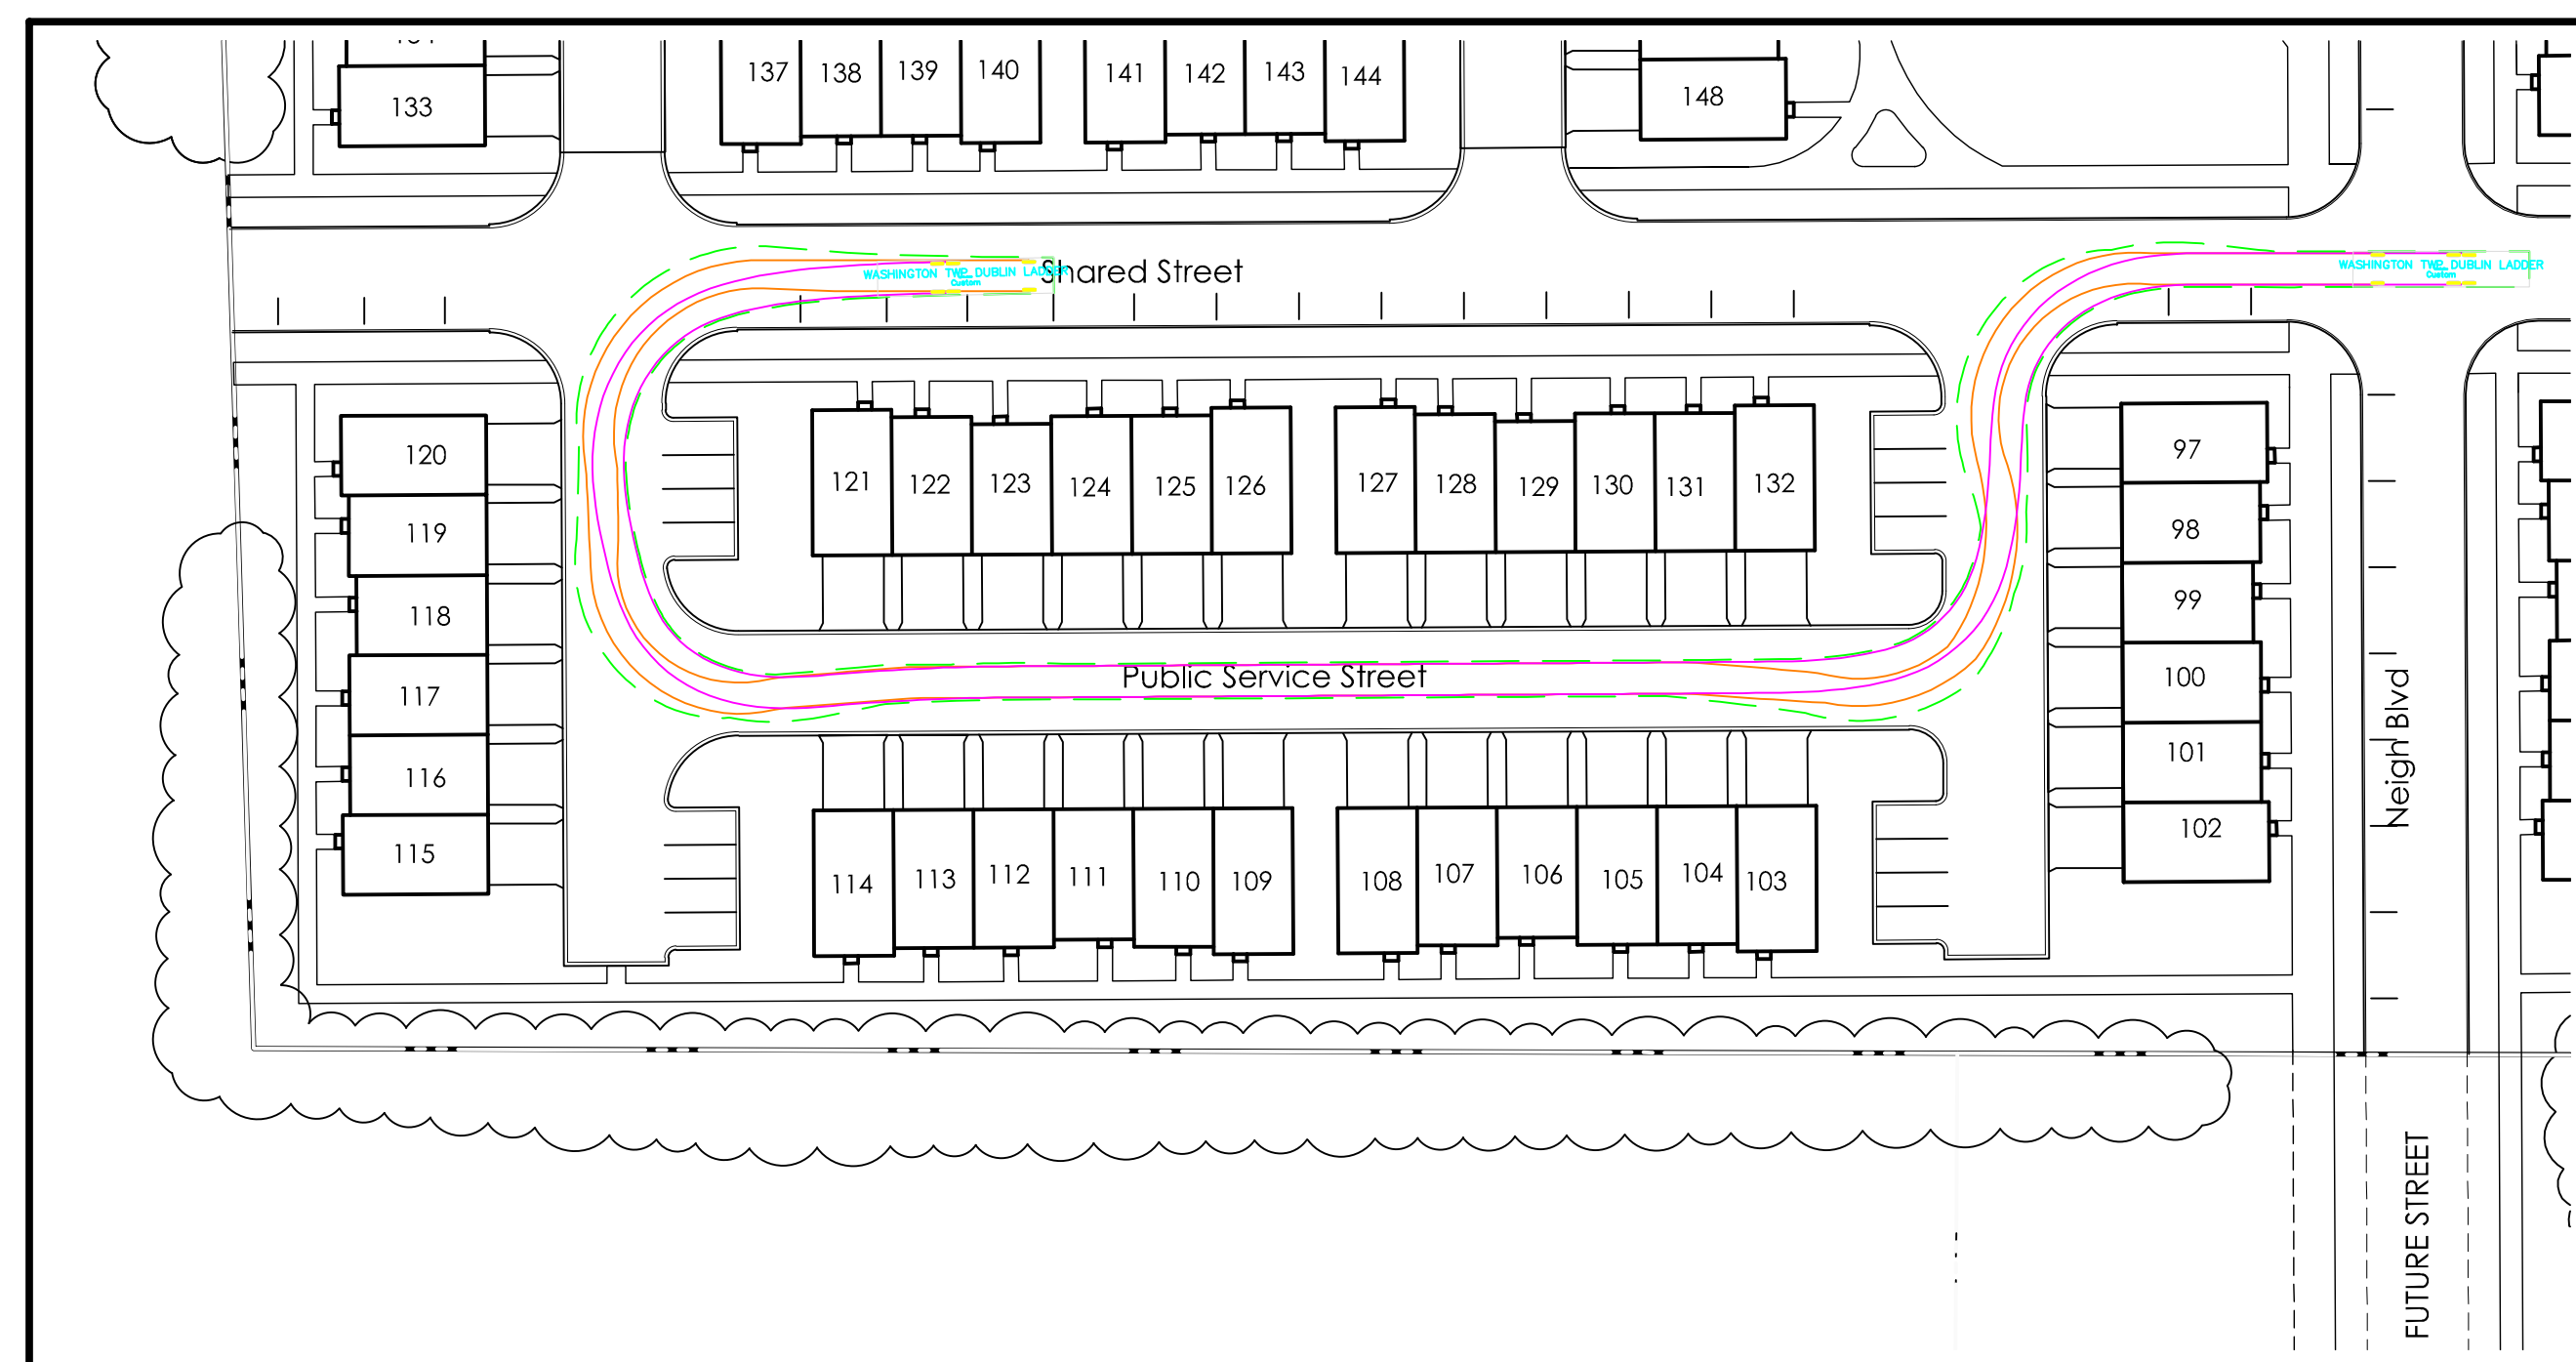 137 138 139 140 141 142 143 144
148
133
Shared Street
WASHINGTON TWP DUBLIN LADDER
Custom
WASHINGTON TWP DUBLIN LADDER
Custom
120
119
118
117
116
115
121 122 123 124 125 126 127 128 129 130 131 132
97
98
99
100
101
102
Public Service Street
Neigh Blvd
114 113 112 111 110 109 108 107 106 105 104 103
FUTURE STREET